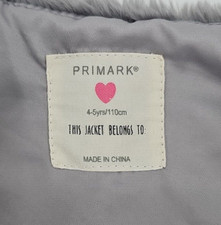 PRIMARK®
4-5yrs/110cm
THIS JACKET BELONGS TO
MADE IN CHINA